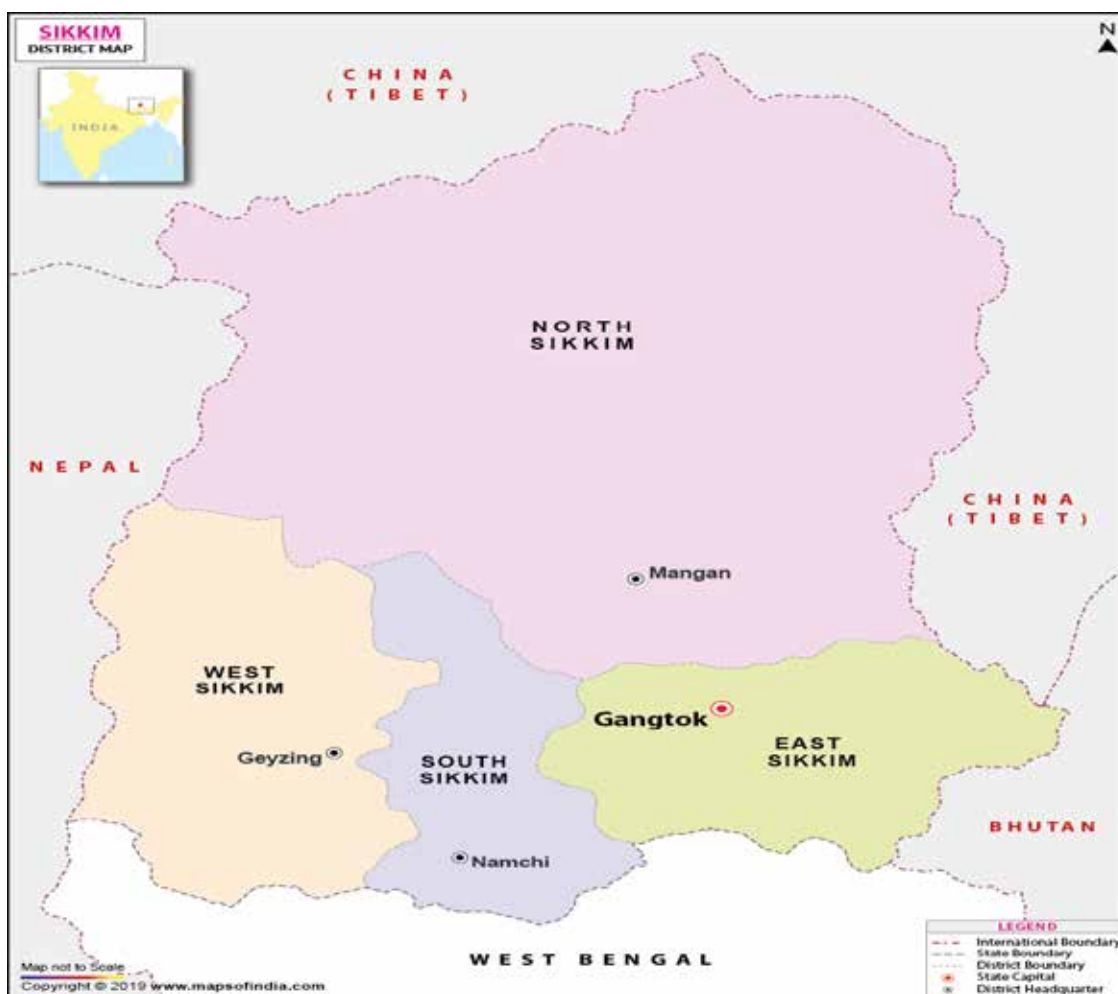 SIKKIM
DISTRICT MAP
N
INDIA
CHINA
(TIBET)
NORTH
SIKKIM
NEPAL
CHINA
(TIBET)
Mangan
WEST
SIKKIM
Gangtok
EAST
SIKKIM
Geyzing
SOUTH
SIKKIM
BHUTAN
Namchi
LEGEND
International Boundary
State Boundary
District Boundary
State Capital
District Headquarter
WEST BENGAL
Map not to Scale
Copyright © 2019 www.mapsofindia.com